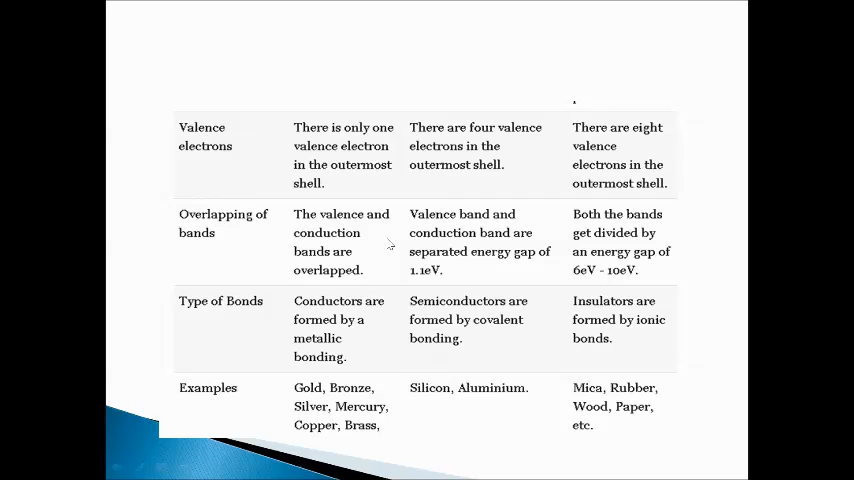 Valence electrons
There is only one valence electron in the outermost shell.
There are four valence electrons in the outermost shell.
There are eight valence electrons in the outermost shell.
Overlapping of bands
The valence and conduction bands are overlapped.
Valence band and conduction band are separated energy gap of 1.1eV.
Both the bands get divided by an energy gap of 6eV - 10eV.
Type of Bonds
Conductors are formed by a metallic bonding.
Semiconductors are formed by covalent bonding.
Insulators are formed by ionic bonds.
Examples
Gold, Bronze, Silver, Mercury, Copper, Brass,
Silicon, Aluminium.
Mica, Rubber, Wood, Paper, etc.